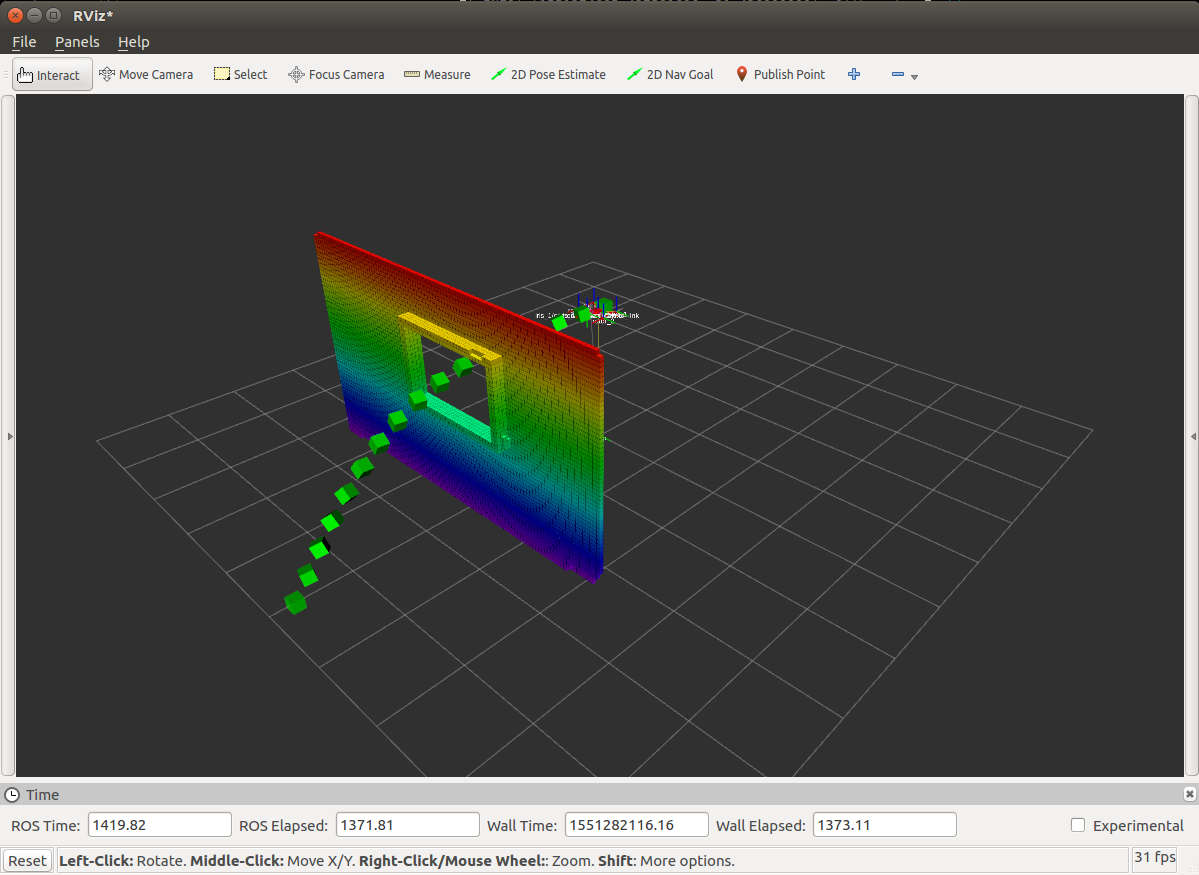 RViz*
File Panels Help
Interact Move Camera Select Focus Camera Measure 2D Pose Estimate 2D Nav Goal Publish Point
Time
ROS Time: 1419.82 ROS Elapsed: 1371.81 Wall Time: 1551282116.16 Wall Elapsed: 1373.11 Experimental
Reset Left-Click: Rotate. Middle-Click: Move X/Y. Right-Click/Mouse Wheel:: Zoom. Shift: More options. 31 fps